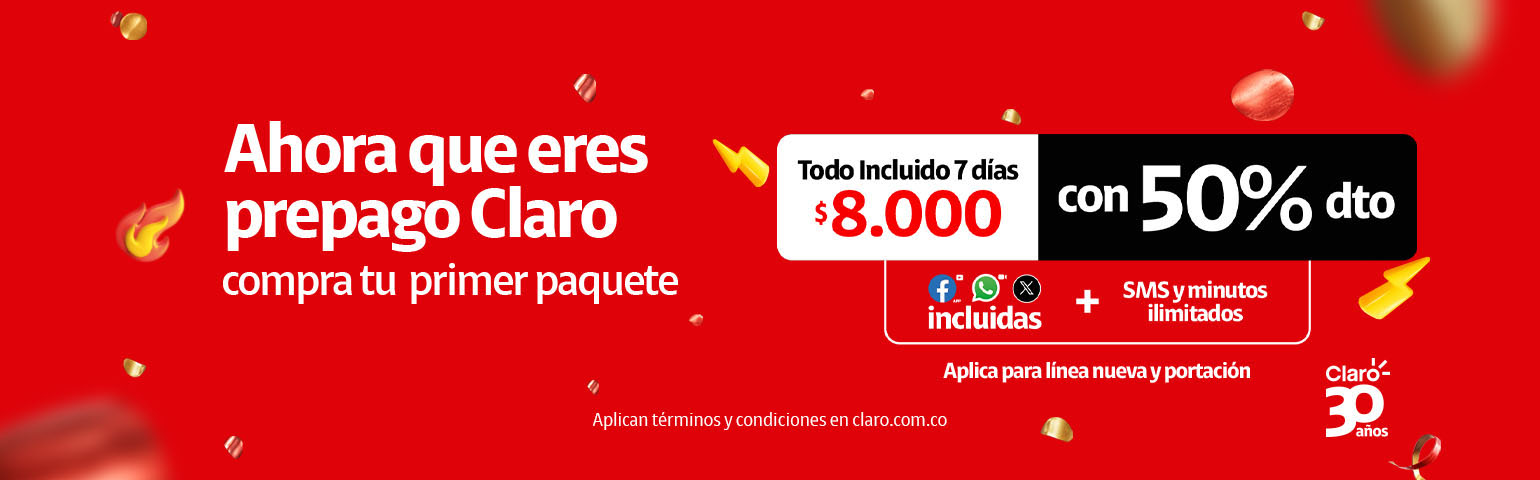 Ahora que eres
prepago Claro
compra tu primer paquete
Todo Incluido 7 días
$8.000
con 50% dto
incluidas
+
SMS y minutos
ilimitados
Aplica para línea nueva y portación
Aplican términos y condiciones en claro.com.co
Claro
30
años